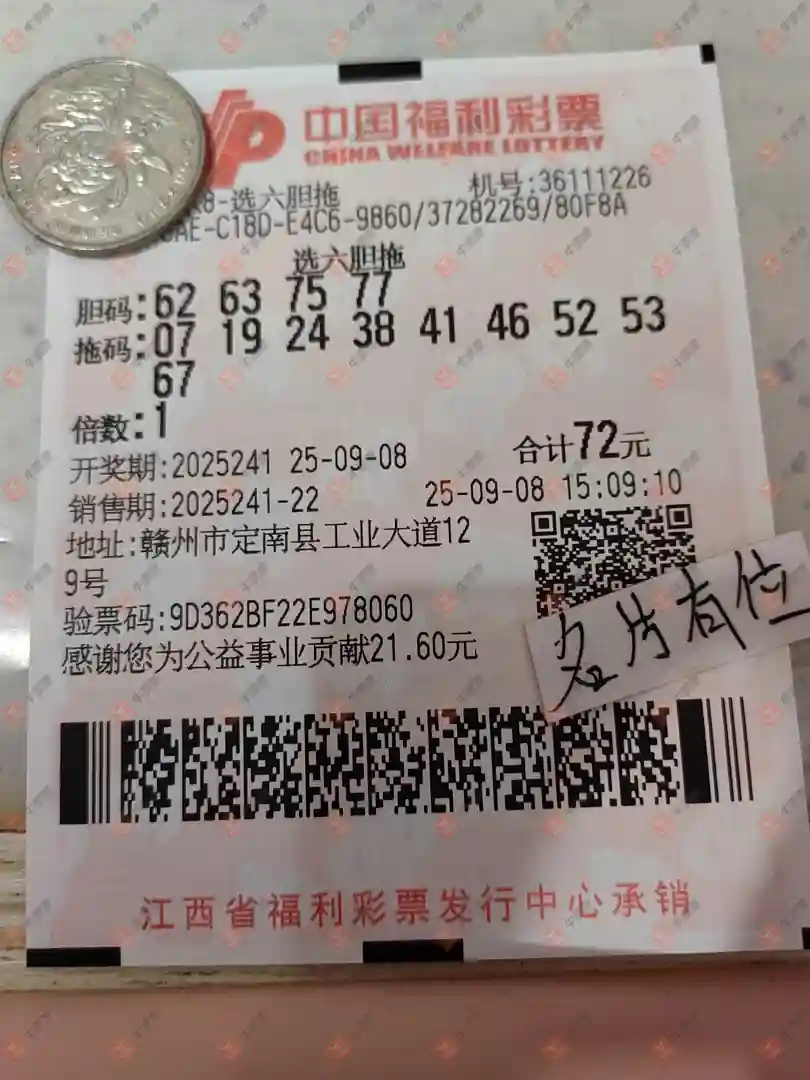 中国福利彩票
CHINA WELFARE LOTTERY
8-选六胆拖 机号:36111226
AE-C18D-E4C6-9860/37282269/80F8A
选六胆拖
胆码:62 63 75 77
拖码:07 19 24 38 41 46 52 53
67
倍数:1
合计72元
开奖期:2025241 25-09-08
销售期:2025241-22 25-09-08 15:09:10
地址:赣州市定南县工业大道12
9号
验票码:9D362BF22E978060
感谢您为公益事业贡献21.60元
名片有位
江西省福利彩票发行中心承销